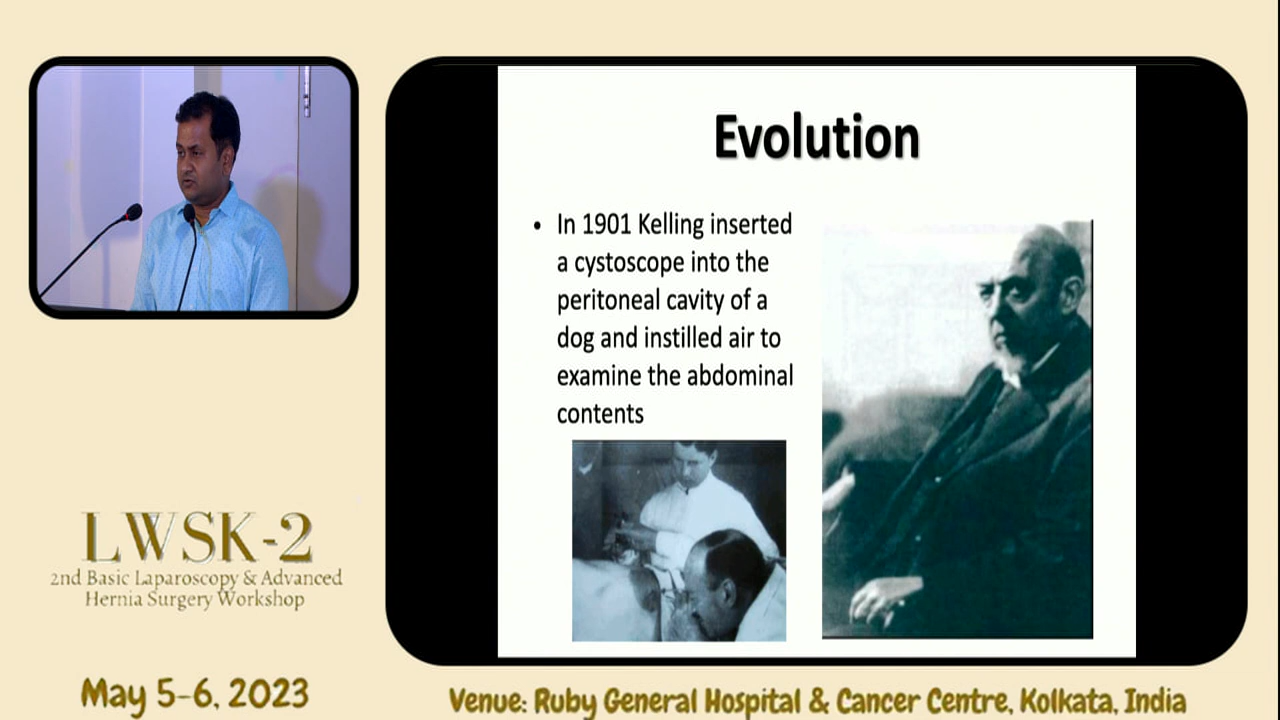 Evolution
• In 1901 Kelling inserted
a cystoscope into the
peritoneal cavity of a
dog and instilled air to
examine the abdominal
contents
LWSK-2
2nd Basic Laparoscopy & Advanced
Hernia Surgery Workshop
May 5-6, 2023
Venue: Ruby General Hospital & Cancer Centre, Kolkata, India